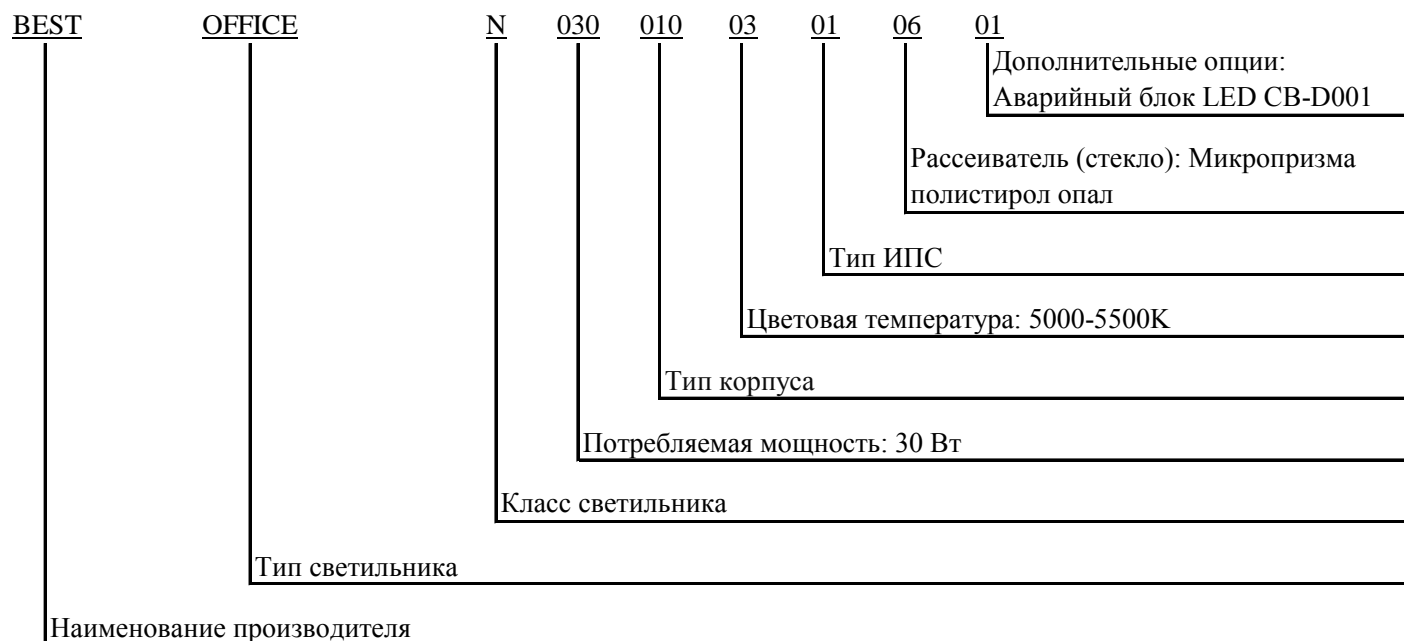 BEST OFFICE N 030 010 03 01 06 01
Дополнительные опции:
Аварийный блок LED CB-D001
Рассеиватель (стекло): Микропризма
полистирол опал
Тип ИПС
Цветовая температура: 5000-5500K
Тип корпуса
Потребляемая мощность: 30 Вт
Класс светильника
Тип светильника
Наименование производителя